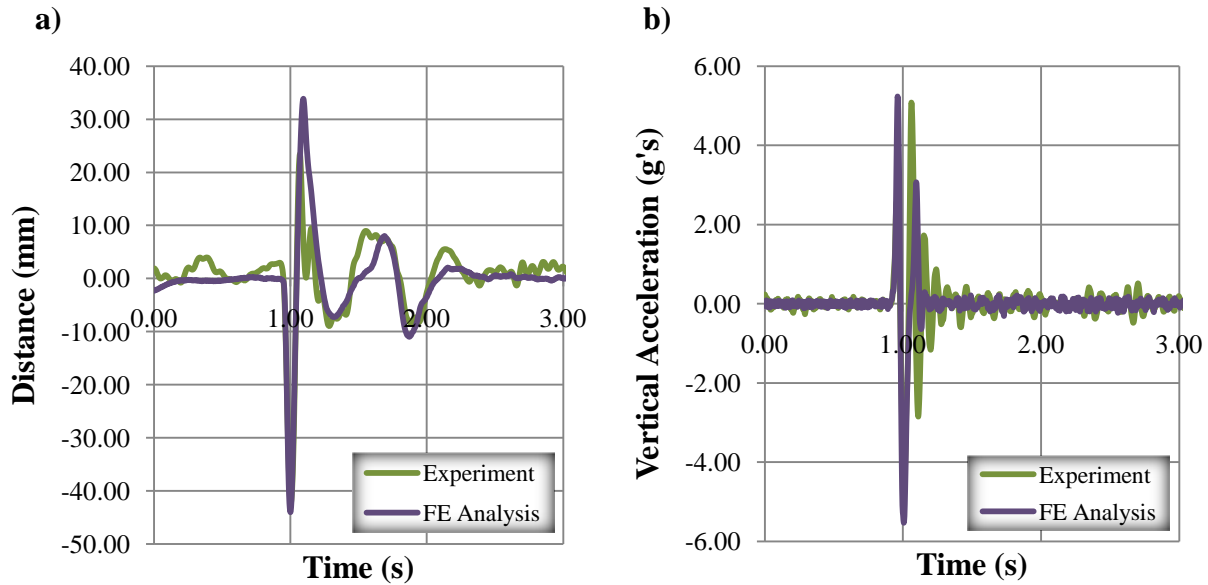 a)
40.00
30.00
20.00
10.00
0.00
-10.00
-20.00
-30.00
-40.00
-50.00
0.00 1.00 2.00 3.00
Distance (mm)
Time (s)
Experiment
FE Analysis
b)
6.00
4.00
2.00
0.00
-2.00
-4.00
-6.00
0.00 1.00 2.00 3.00
Vertical Acceleration (g's)
Time (s)
Experiment
FE Analysis